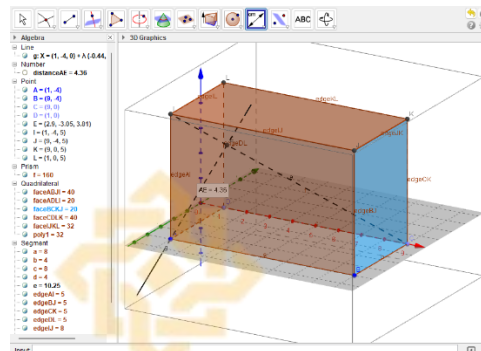 ABC
Algebra
3D Graphics
Line
g: X = (1, -4, 0) + λ (-0.44,
Number
distanceAE = 4.36
Point
A = (1, -4)
B = (9, -4)
C = (9, 0)
D = (1, 0)
E = (2.9, -3.05, 3.81)
I = (1, -4, 5)
J = (9, -4, 5)
K = (9, 0, 5)
L = (1, 0, 5)
Prism
f = 160
Quadrilateral
faceABJI = 40
faceADLI = 20
faceBCKJ = 20
faceCDLK = 40
faceIJKL = 32
poly1 = 32
Segment
a = 8
b = 4
c = 8
d = 4
e = 10.25
edgeAI = 5
edgeBJ = 5
edgeCK = 5
edgeDL = 5
edgeIJ = 8
L
edgeKL
K
edgeIJ
edgeJK
J
edgeDL
edgeCK
AE = 4.36
edgeBJ
B
Input